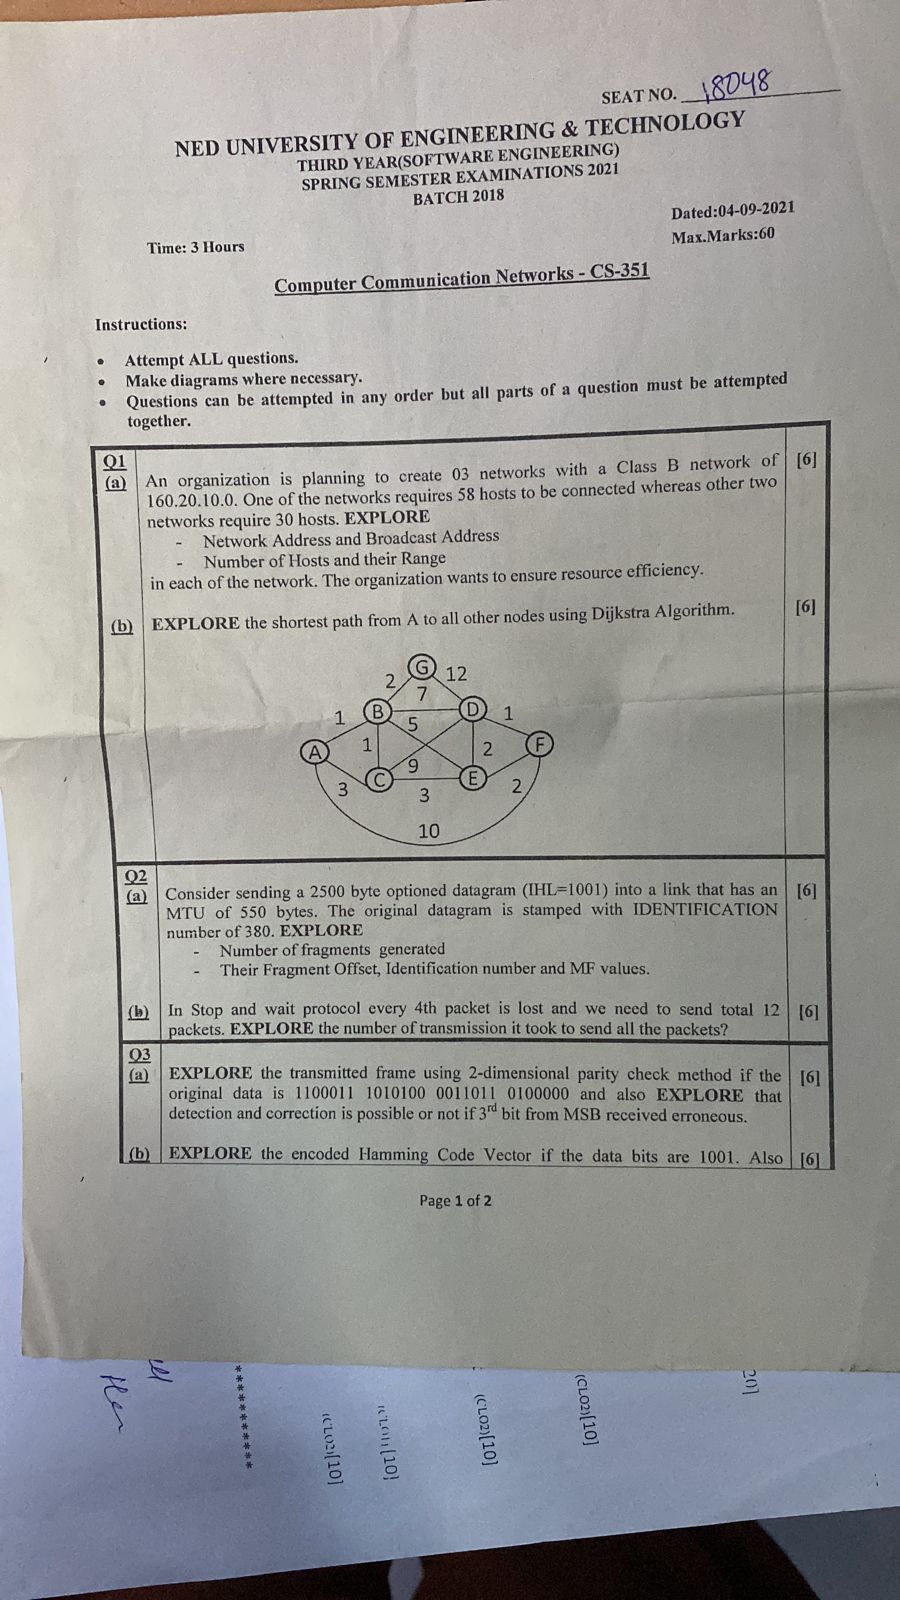 SEAT NO. 18048
NED UNIVERSITY OF ENGINEERING & TECHNOLOGY
THIRD YEAR(SOFTWARE ENGINEERING)
SPRING SEMESTER EXAMINATIONS 2021
BATCH 2018
Dated:04-09-2021
Time: 3 Hours
Max.Marks:60
Computer Communication Networks - CS-351
Instructions:
• Attempt ALL questions.
• Make diagrams where necessary.
• Questions can be attempted in any order but all parts of a question must be attempted
together.
Q1
(a) An organization is planning to create 03 networks with a Class B network of [6]
160.20.10.0. One of the networks requires 58 hosts to be connected whereas other two
networks require 30 hosts. EXPLORE
- Network Address and Broadcast Address
- Number of Hosts and their Range
in each of the network. The organization wants to ensure resource efficiency.
(b) EXPLORE the shortest path from A to all other nodes using Dijkstra Algorithm. [6]
G
2 12
7
B D
1 5 1
A 1 2 F
9
C E
3 3 2
10
Q2
(a) Consider sending a 2500 byte optioned datagram (IHL=1001) into a link that has an [6]
MTU of 550 bytes. The original datagram is stamped with IDENTIFICATION
number of 380. EXPLORE
- Number of fragments generated
- Their Fragment Offset, Identification number and MF values.
(b) In Stop and wait protocol every 4th packet is lost and we need to send total 12 [6]
packets. EXPLORE the number of transmission it took to send all the packets?
Q3
(a) EXPLORE the transmitted frame using 2-dimensional parity check method if the [6]
original data is 1100011 1010100 0011011 0100000 and also EXPLORE that
detection and correction is possible or not if 3rd bit from MSB received erroneous.
(b) EXPLORE the encoded Hamming Code Vector if the data bits are 1001. Also [6]
Page 1 of 2
***********
(CLO2)[10]
[10]
(CLO2)[10]
(CLO2)[10]
20]